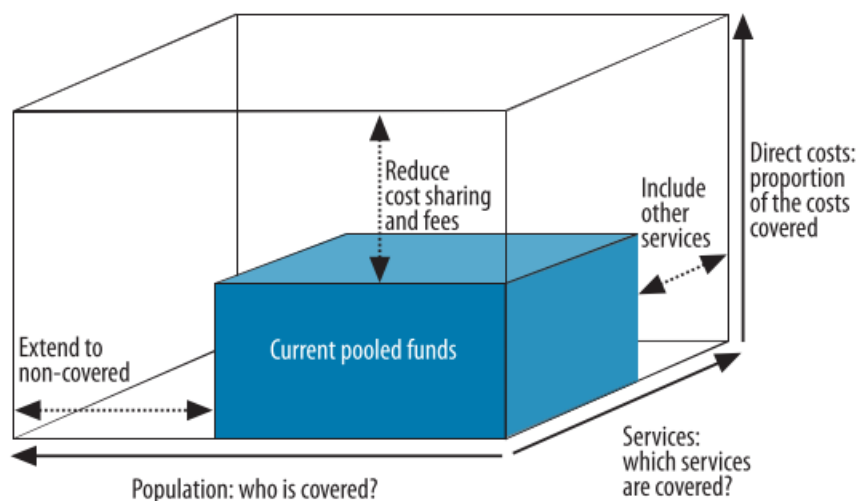 Reduce
cost sharing
and fees
Include
other
services
Direct costs:
proportion
of the costs
covered
Extend to
non-covered
Current pooled funds
Services:
which services
are covered?
Population: who is covered?